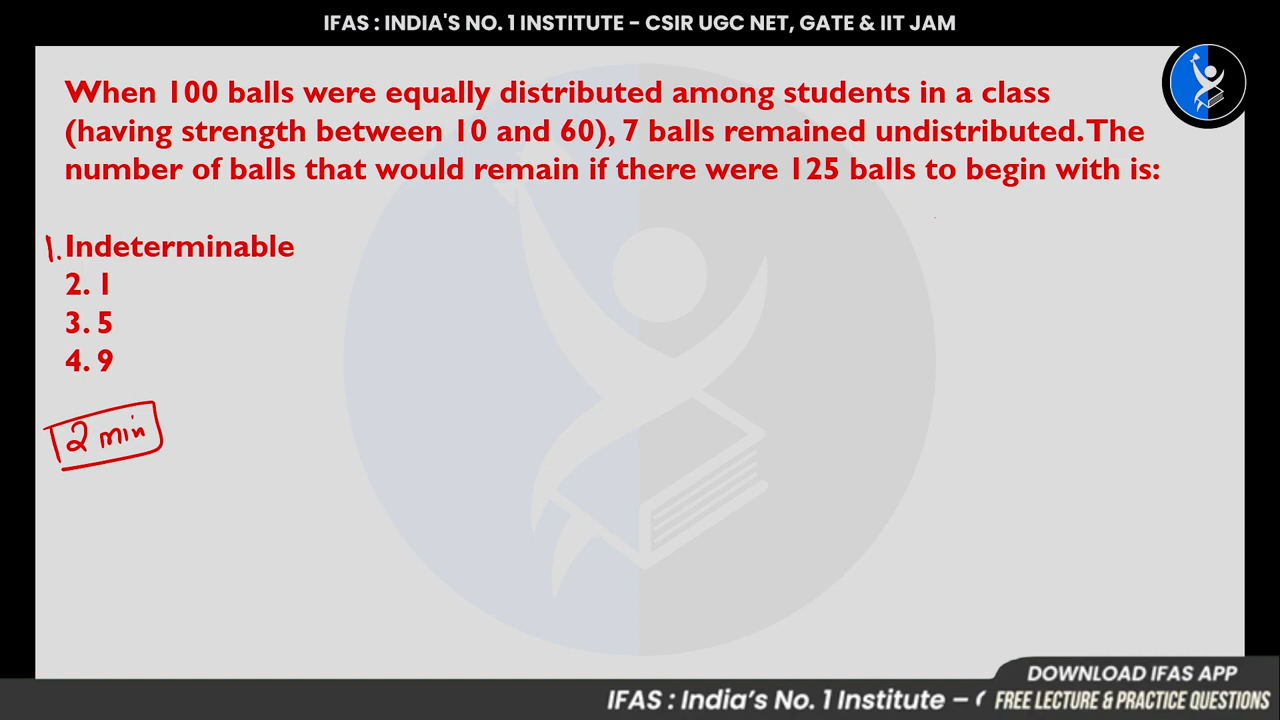 IFAS : INDIA'S NO. 1 INSTITUTE – CSIR UGC NET, GATE & IIT JAM
When 100 balls were equally distributed among students in a class
(having strength between 10 and 60), 7 balls remained undistributed. The
number of balls that would remain if there were 125 balls to begin with is:
1. Indeterminable
2. 1
3. 5
4. 9
2 min
DOWNLOAD IFAS APP
IFAS : India's No. 1 Institute – (
FREE LECTURE & PRACTICE QUESTIONS